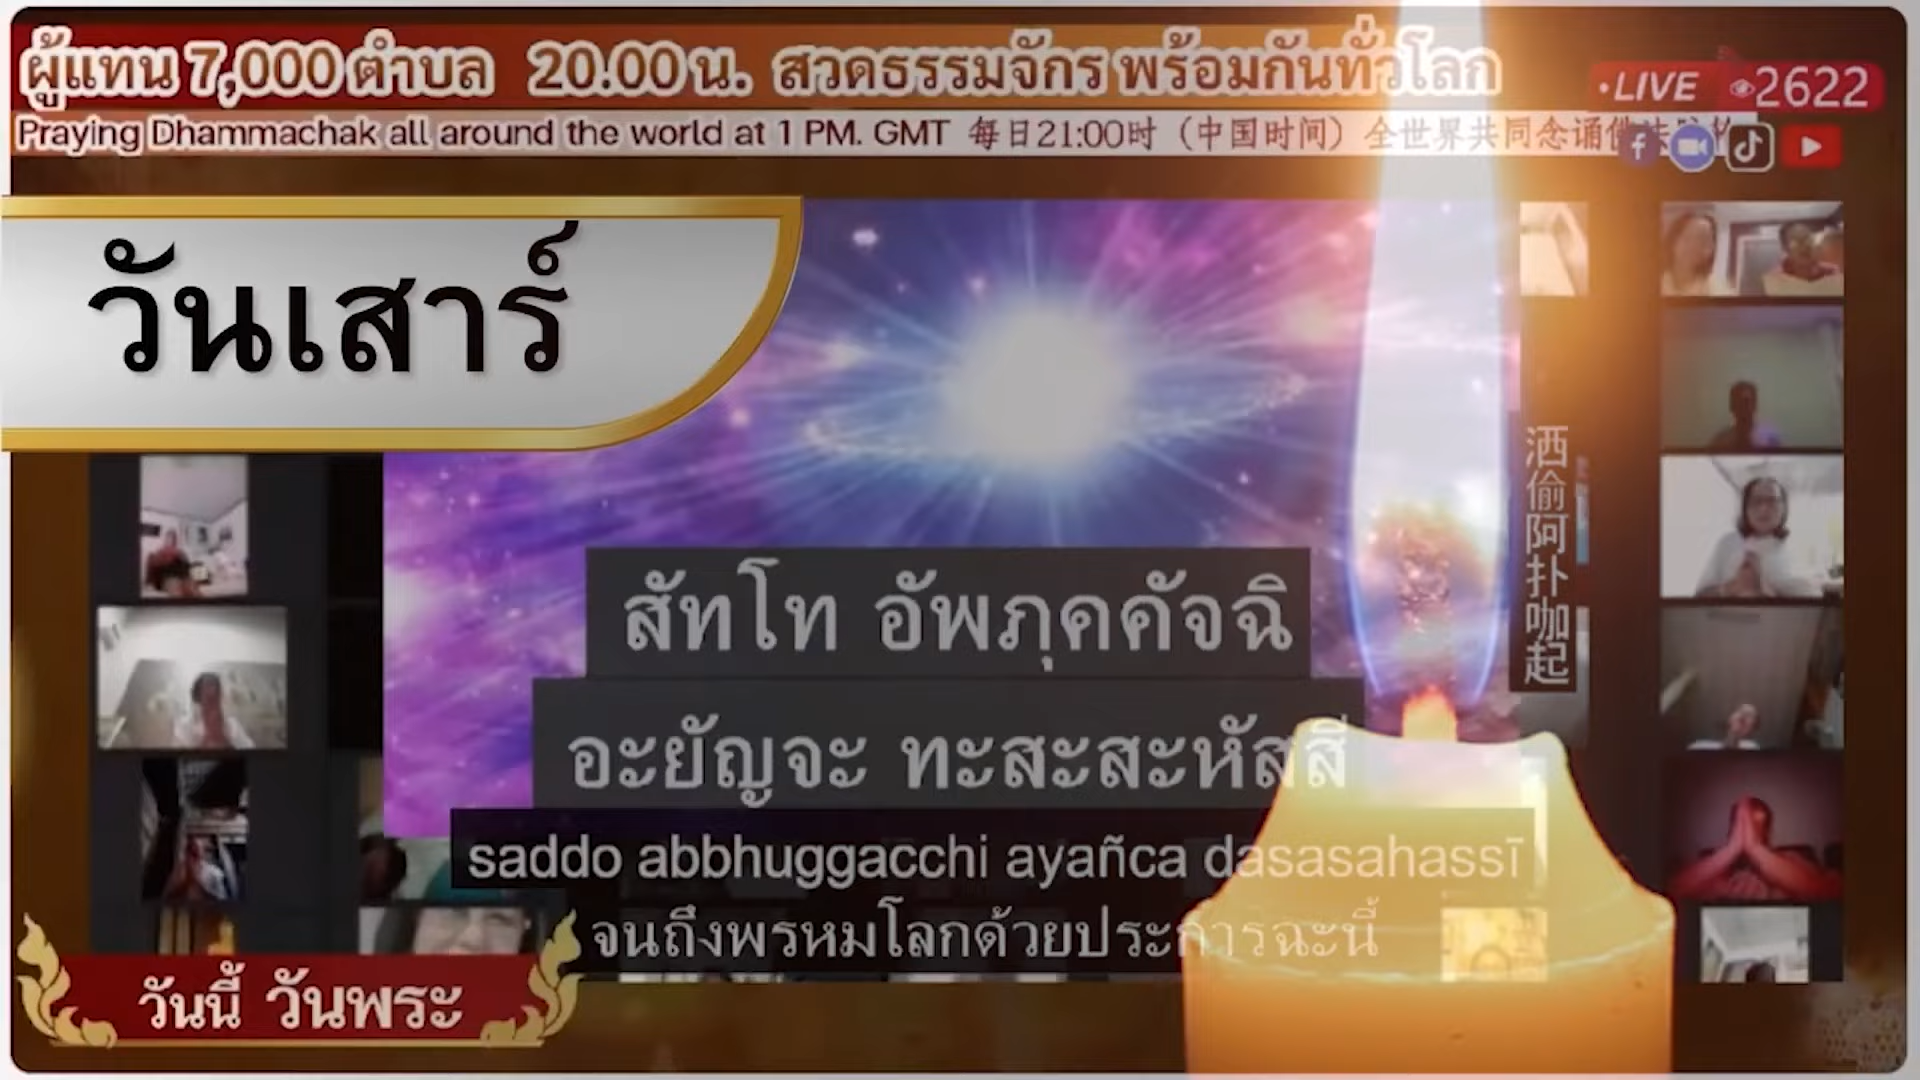 ผู้แทน 7,000 ตำบล 20.00 น. สวดธรรมจักร พร้อมกันทั่วโลก
•LIVE 2622
Praying Dhammachak all around the world at 1 PM. GMT 每日21:00时（中国时间）全世界共同念诵
วันเสาร์
洒偷阿扑咖起
สัทโท อัพภุคคัจฉิ
อะยัญจะ ทะสะสะหัสสี
saddo abbhuggacchi ayañca dasasahassī
จนถึงพรหมโลกด้วยประการฉะนี้
วันนี้ วันพระ